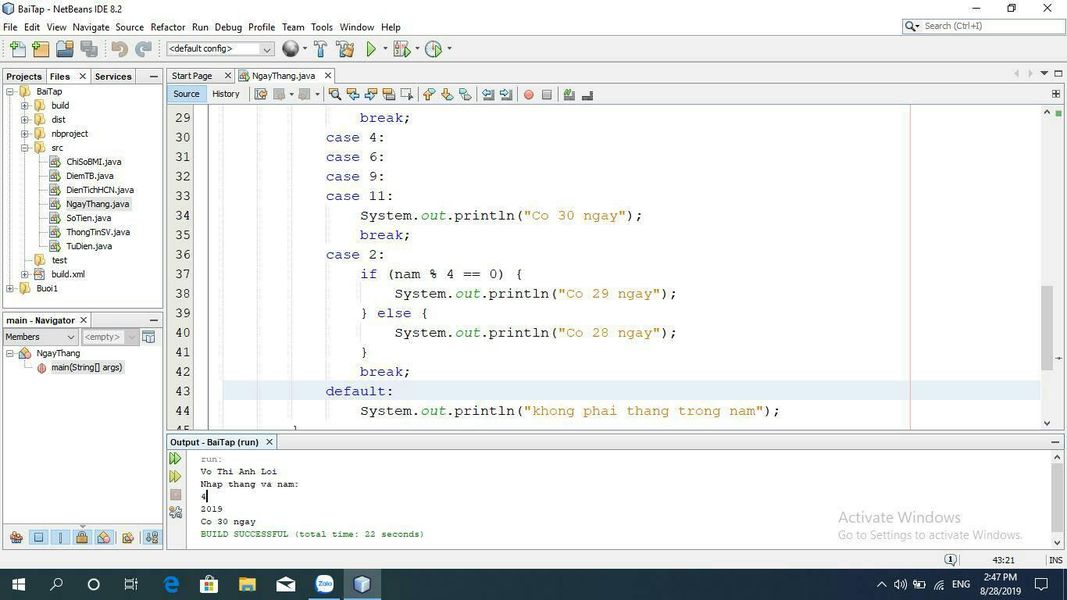 BaiTap - NetBeans IDE 8.2
File Edit View Navigate Source Refactor Run Debug Profile Team Tools Window Help
Search (Ctrl+I)
<default config>
Projects Files Services
Start Page NgayThang.java
Source History
BaiTap
build
dist
nbproject
src
ChiSoBMI.java
DiemTB.java
DienTichHCN.java
NgayThang.java
SoTien.java
ThongTinSV.java
TuDien.java
test
build.xml
Buoi1
29 break;
30 case 4:
31 case 6:
32 case 9:
33 case 11:
34 System.out.println("Co 30 ngay");
35 break;
36 case 2:
37 if (nam % 4 == 0) {
38 System.out.println("Co 29 ngay");
39 } else {
40 System.out.println("Co 28 ngay");
41 }
42 break;
43 default:
44 System.out.println("khong phai thang trong nam");
45 }
main - Navigator
Members <empty>
NgayThang
main(String[] args)
Output - BaiTap (run)
run:
Vo Thi Anh Loi
Nhap thang va nam:
4
2019
Co 30 ngay
BUILD SUCCESSFUL (total time: 22 seconds)
Activate Windows
Go to Settings to activate Windows.
1 43:21 INS
Zalo
ENG
2:47 PM
8/28/2019